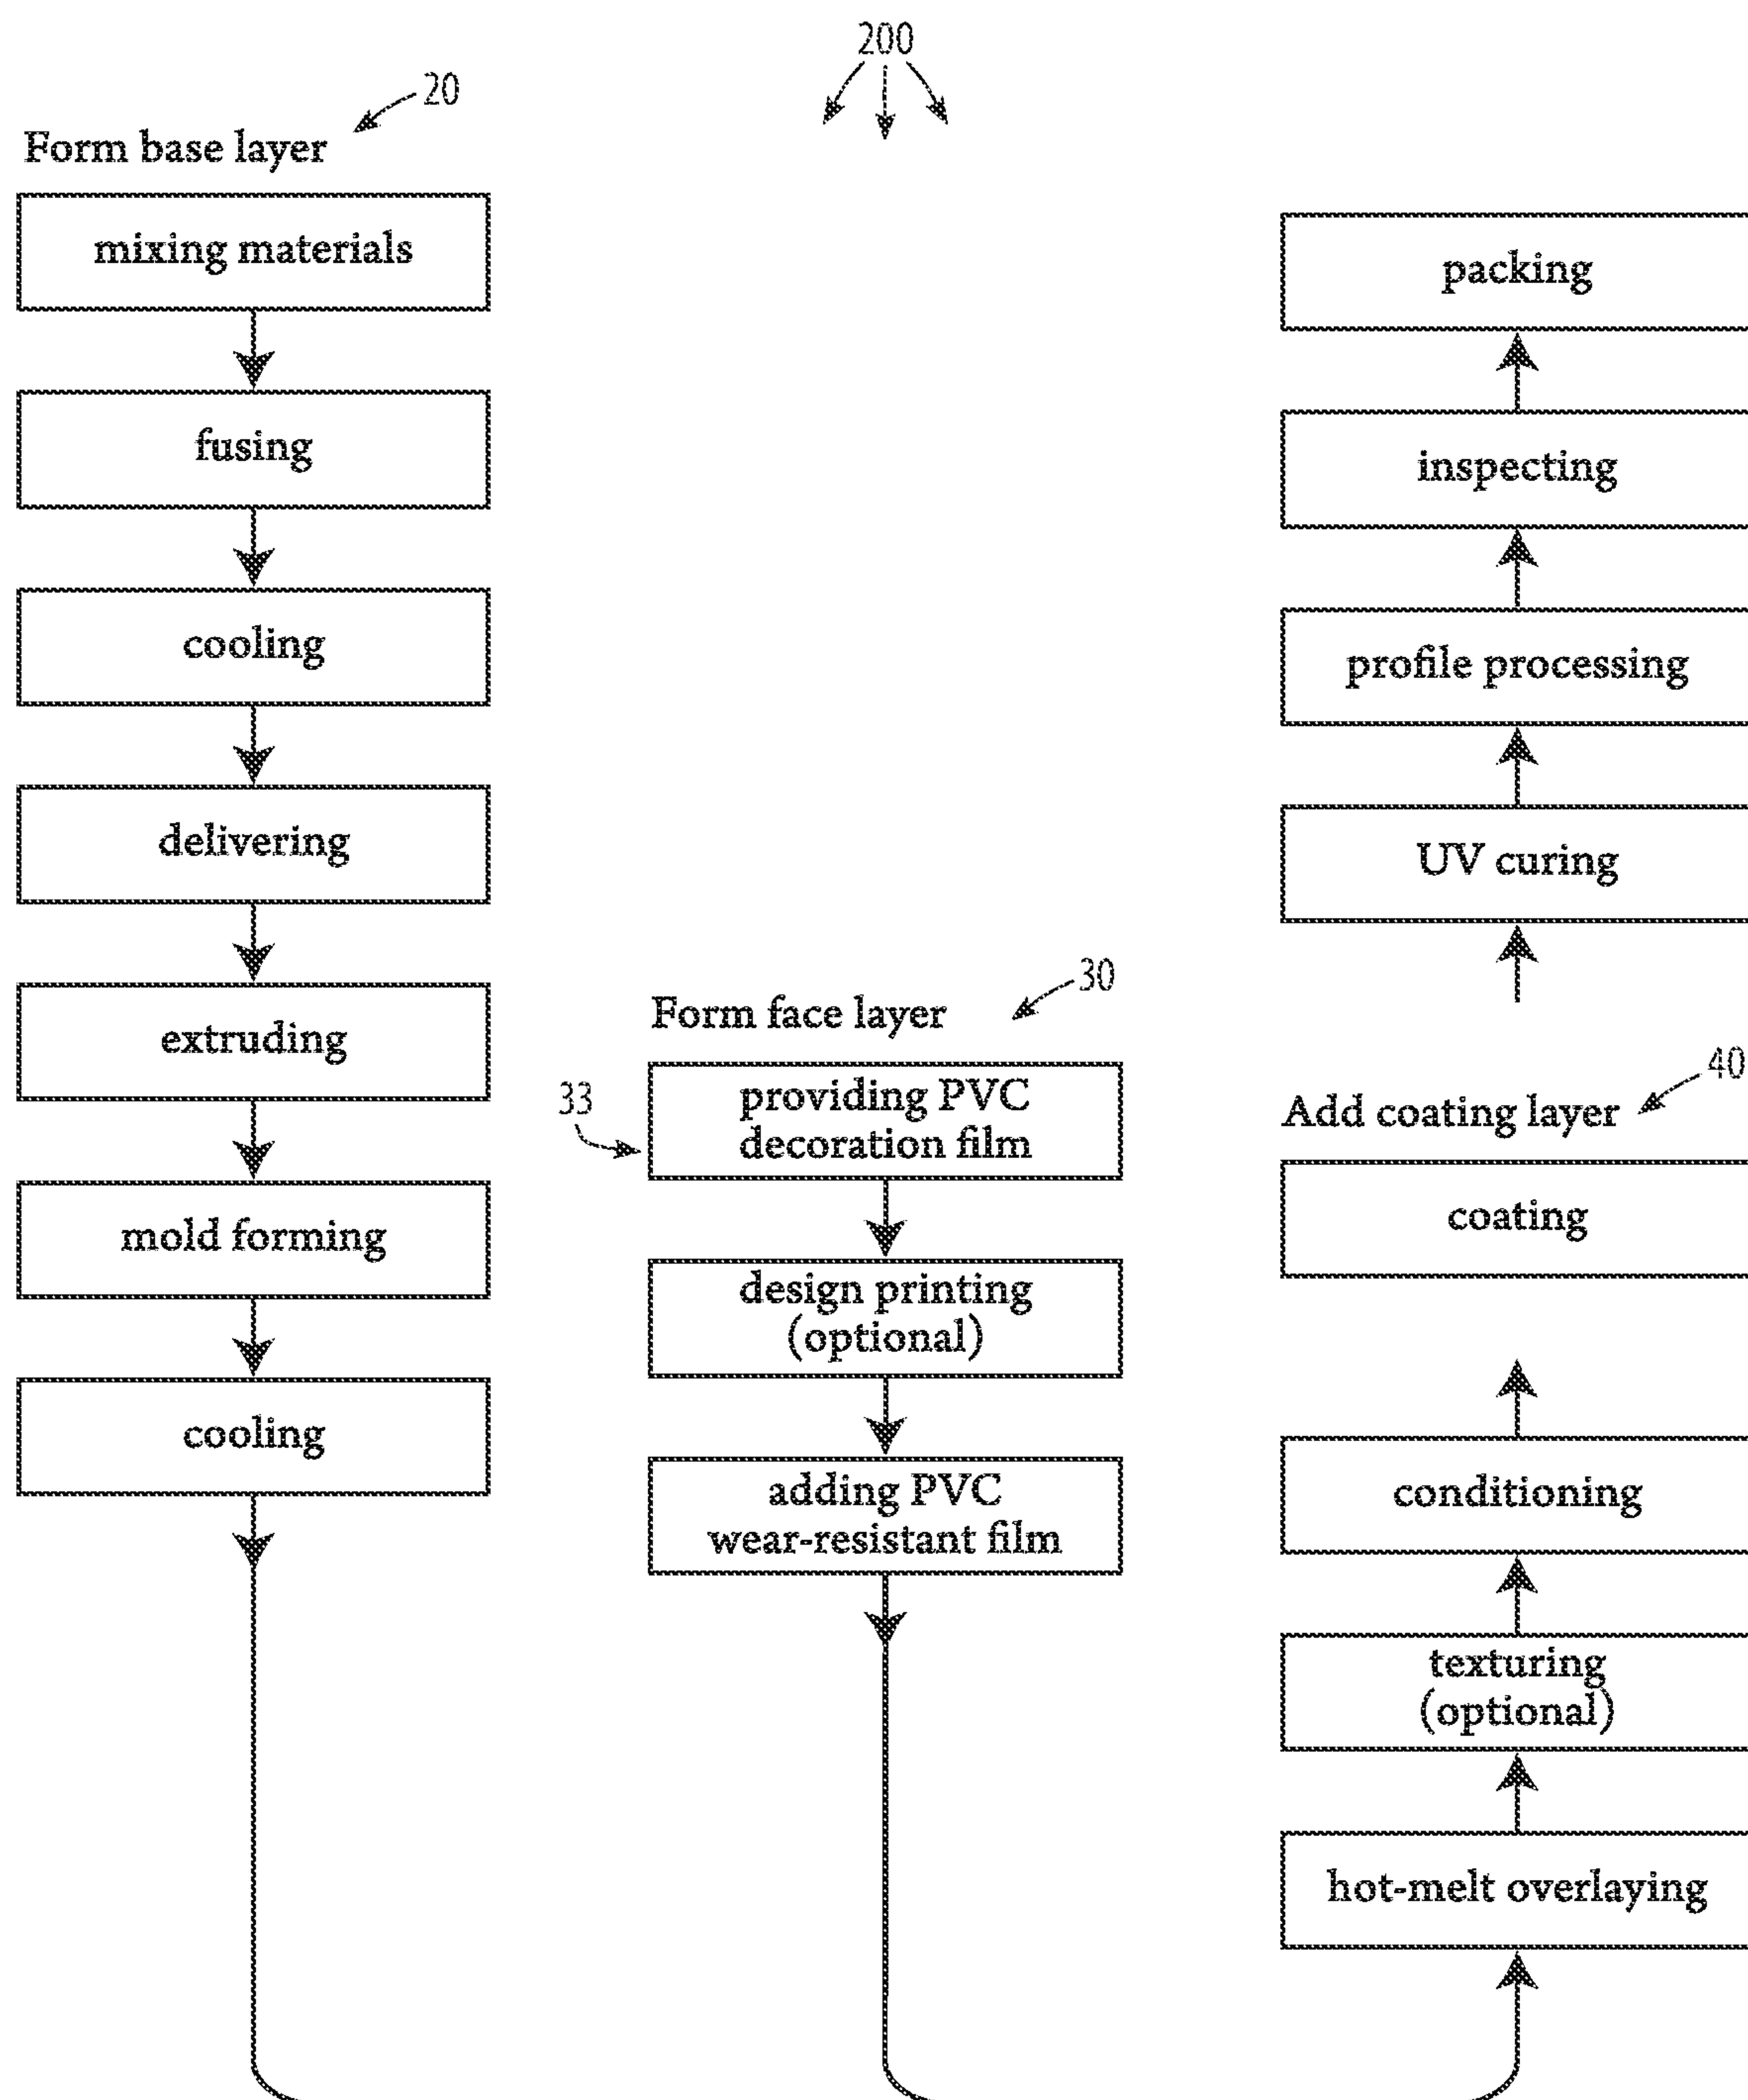 200
20
Form base layer
mixing materials
fusing
cooling
delivering
extruding
mold forming
cooling
30
Form face layer
33
providing PVC
decoration film
design printing
(optional)
adding PVC
wear-resistant film
packing
inspecting
profile processing
UV curing
40
Add coating layer
coating
conditioning
texturing
(optional)
hot-melt overlaying